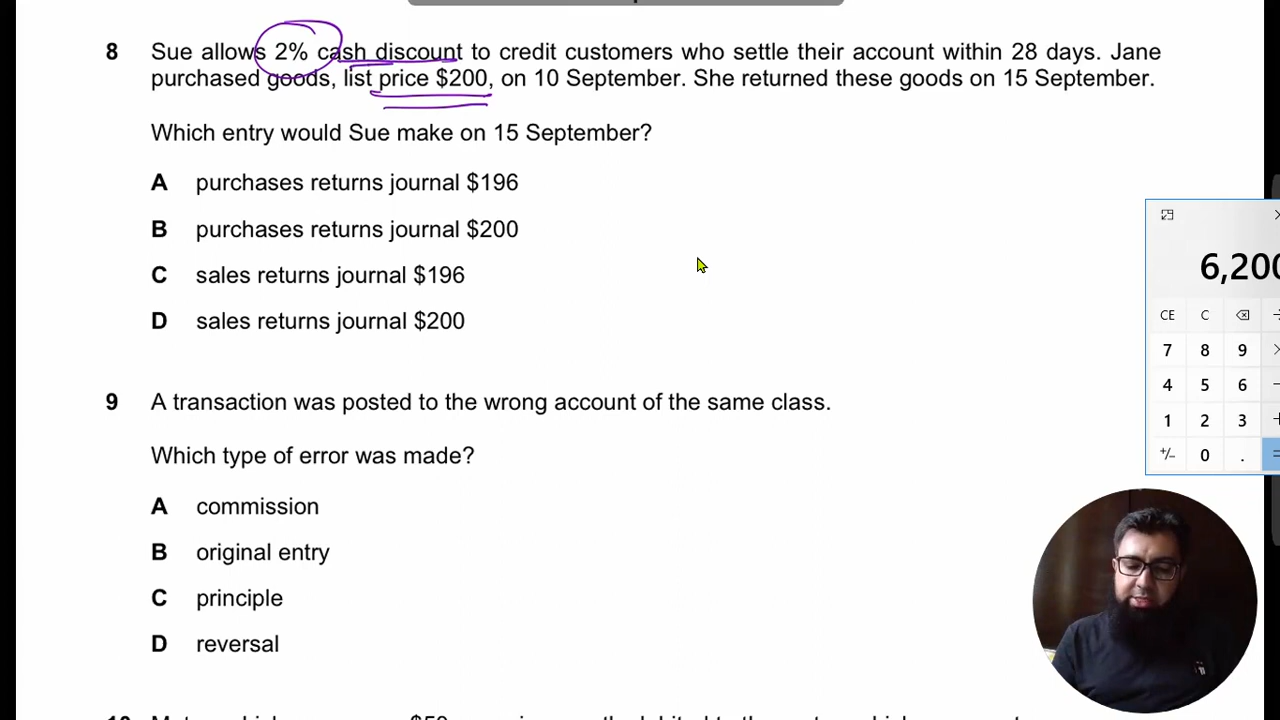 8 Sue allows 2% cash discount to credit customers who settle their account within 28 days. Jane
purchased goods, list price $200, on 10 September. She returned these goods on 15 September.
Which entry would Sue make on 15 September?
A purchases returns journal $196
B purchases returns journal $200
C sales returns journal $196
D sales returns journal $200
9 A transaction was posted to the wrong account of the same class.
Which type of error was made?
A commission
B original entry
C principle
D reversal
6,200
CE C
7 8 9
4 5 6
1 2 3
+/- 0 . =